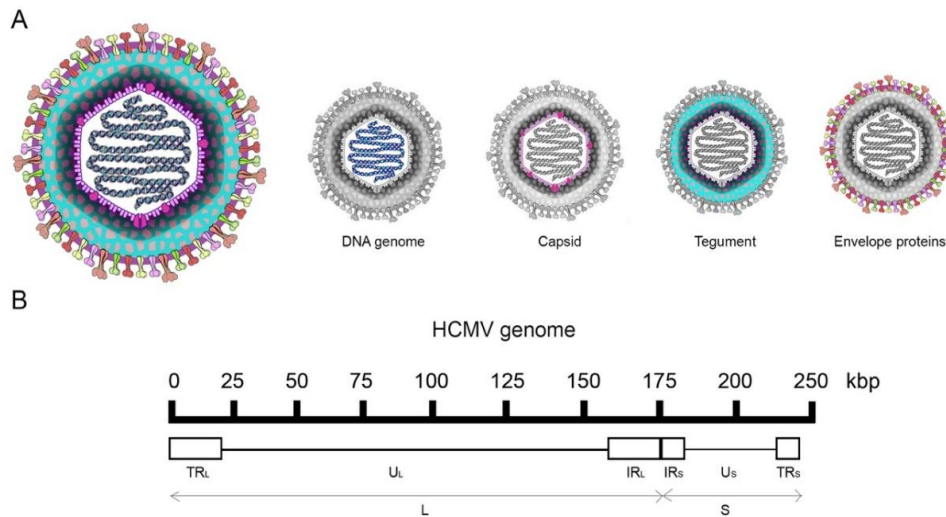 A
DNA genome
Capsid
Tegument
Envelope proteins
B
HCMV genome
0 25 50 75 100 125 150 175 200 250 kbp
TRL UL IRL IRS US TRS
L S